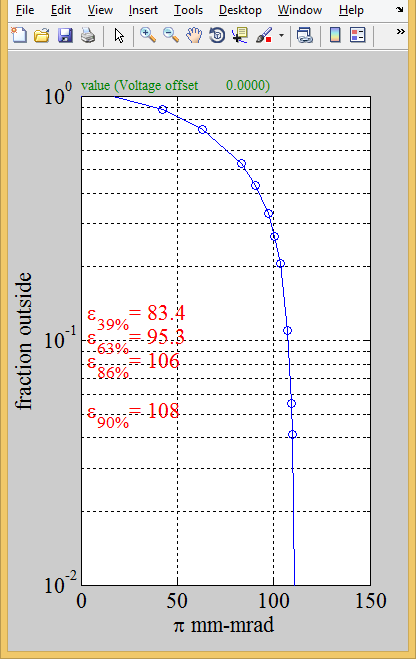 File Edit View Insert Tools Desktop Window Help
value (Voltage offset 0.0000)
10^0
ε39% = 83.4
ε63% = 95.3
10^-1
ε86% = 106
ε90% = 108
fraction outside
10^-2
0 50 100 150
π mm-mrad